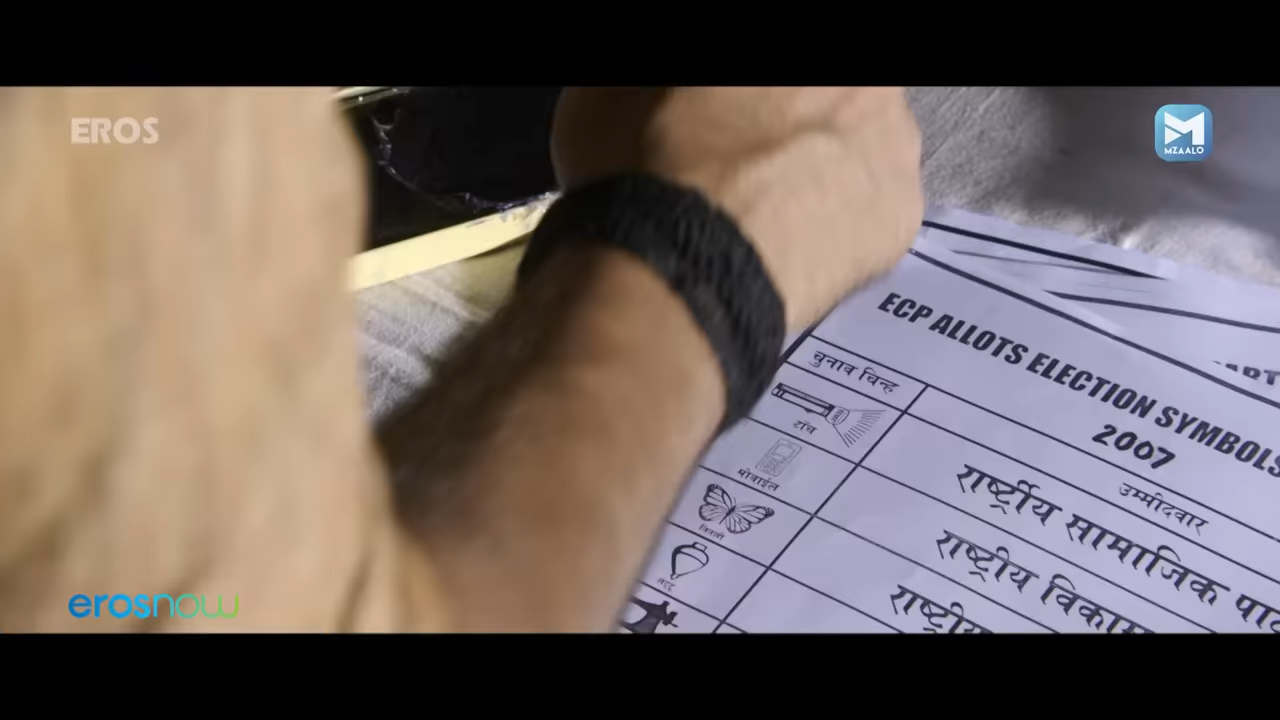 EROS
MZAALO
ECP ALLOTS ELECTION SYMBOLS
2007
चुनाव चिन्ह
उम्मीदवार
टॉर्च
राष्ट्रीय सामाजिक
मोबाईल
राष्ट्रीय
तितली
राष्ट्रीय
लट्टू
erosnow